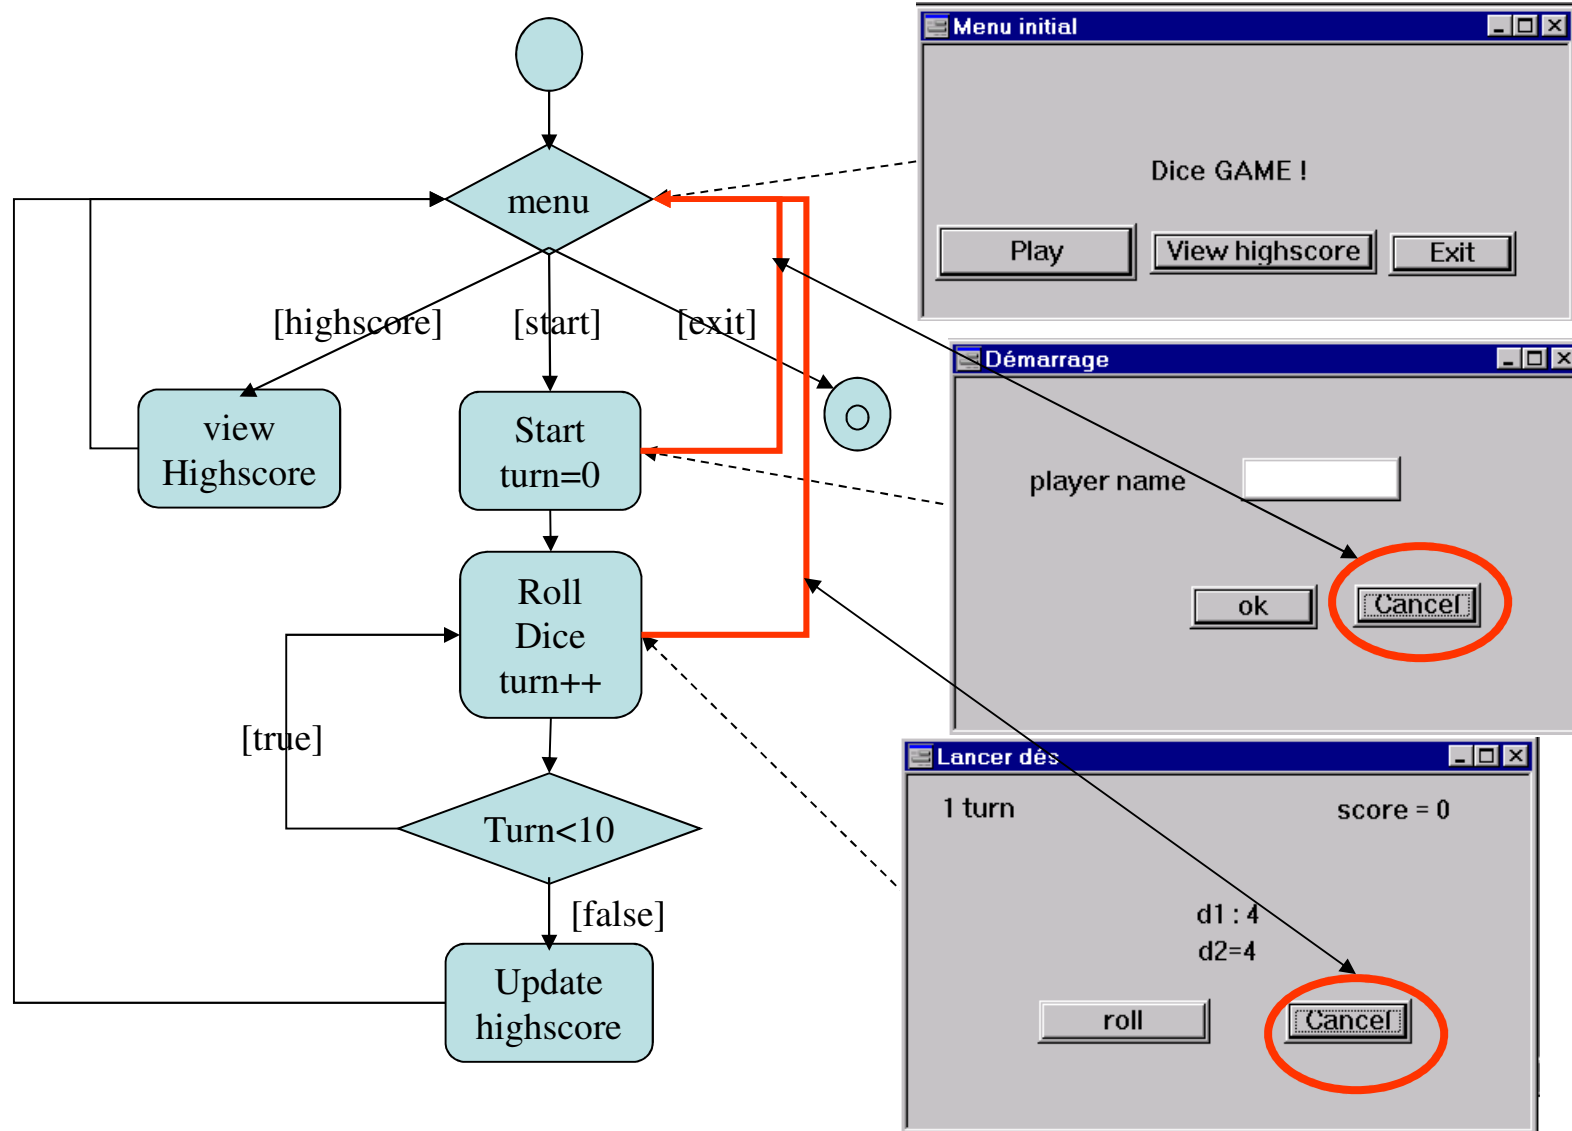 menu
[highscore]
[start]
[exit]
view
Highscore
Start
turn=0
Roll
Dice
turn++
[true]
Turn<10
[false]
Update
highscore
Menu initial
Dice GAME !
Play
View highscore
Exit
Démarrage
player name
ok
Cancel
Lancer dés
1 turn
score = 0
d1 : 4
d2=4
roll
Cancel